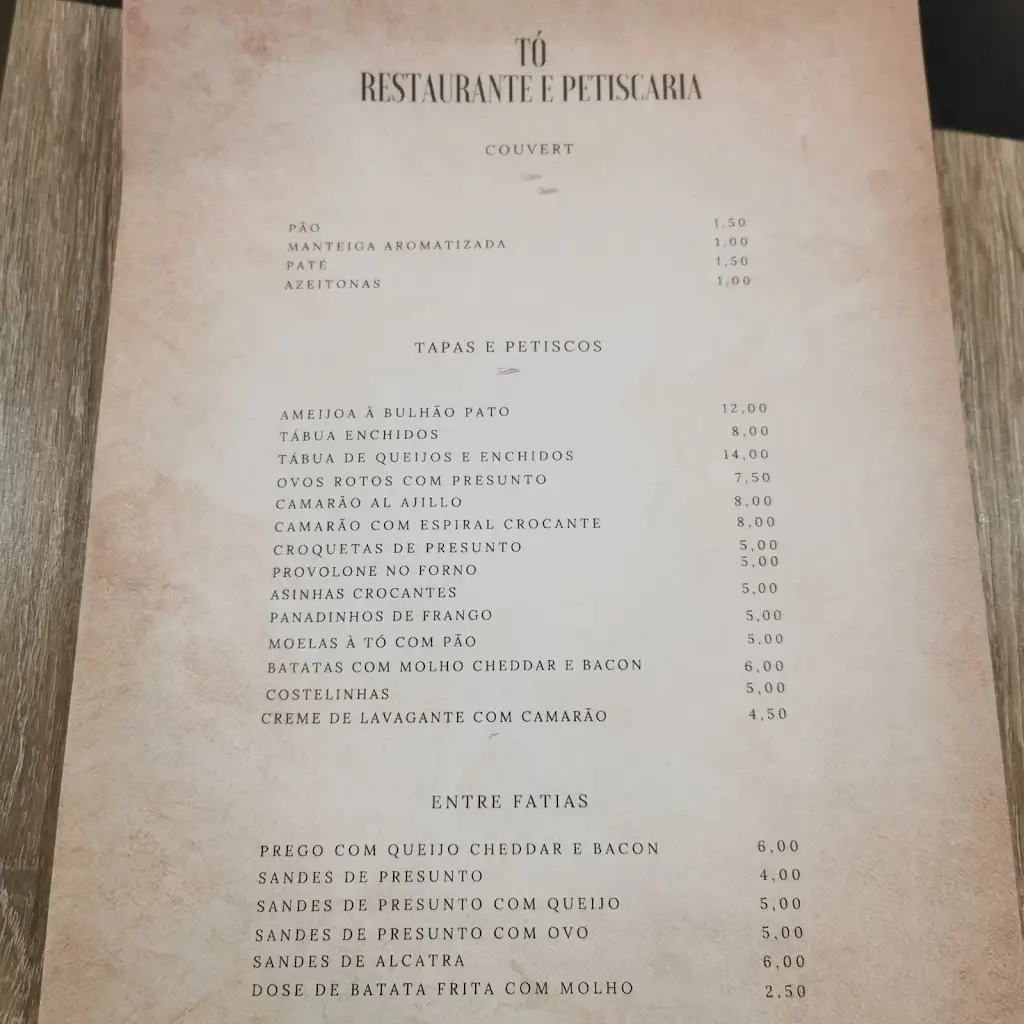 TÓ
RESTAURANTE E PETISCARIA
COUVERT
PÃO 1,50
MANTEIGA AROMATIZADA 1,00
PATÉ 1,50
AZEITONAS 1,00
TAPAS E PETISCOS
AMEIJOA À BULHÃO PATO 12,00
TÁBUA ENCHIDOS 8,00
TÁBUA DE QUEIJOS E ENCHIDOS 14,00
OVOS ROTOS COM PRESUNTO 7,50
CAMARÃO AL AJILLO 8,00
CAMARÃO COM ESPIRAL CROCANTE 8,00
CROQUETAS DE PRESUNTO 5,00
PROVOLONE NO FORNO 5,00
ASINHAS CROCANTES 5,00
PANADINHOS DE FRANGO 5,00
MOELAS À TÓ COM PÃO 5,00
BATATAS COM MOLHO CHEDDAR E BACON 6,00
COSTELINHAS 5,00
CREME DE LAVAGANTE COM CAMARÃO 4,50
ENTRE FATIAS
PREGO COM QUEIJO CHEDDAR E BACON 6,00
SANDES DE PRESUNTO 4,00
SANDES DE PRESUNTO COM QUEIJO 5,00
SANDES DE PRESUNTO COM OVO 5,00
SANDES DE ALCATRA 6,00
DOSE DE BATATA FRITA COM MOLHO 2,50